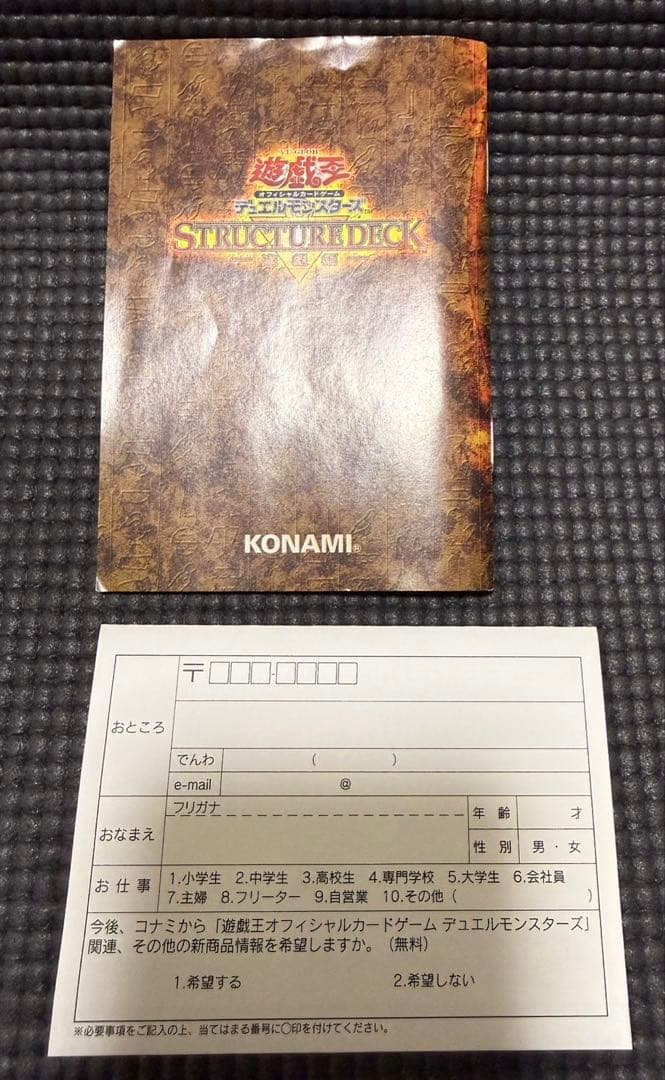 YU-GI-OH!
遊戯王
オフィシャルカードゲーム
デュエルモンスターズ
STRUCTURE DECK
遊戯編
KONAMI®
おところ
〒□□□-□□□□
でんわ ( )
e-mail @
おなまえ
フリガナ
年 齢 才
性 別 男・女
お仕事
1.小学生 2.中学生 3.高校生 4.専門学校 5.大学生 6.会社員
7.主婦 8.フリーター 9.自営業 10.その他( )
今後、コナミから「遊戯王オフィシャルカードゲーム デュエルモンスターズ」
関連、その他の新商品情報を希望しますか。（無料）
1.希望する 2.希望しない
※必要事項をご記入の上、当てはまる番号に○印を付けてください。